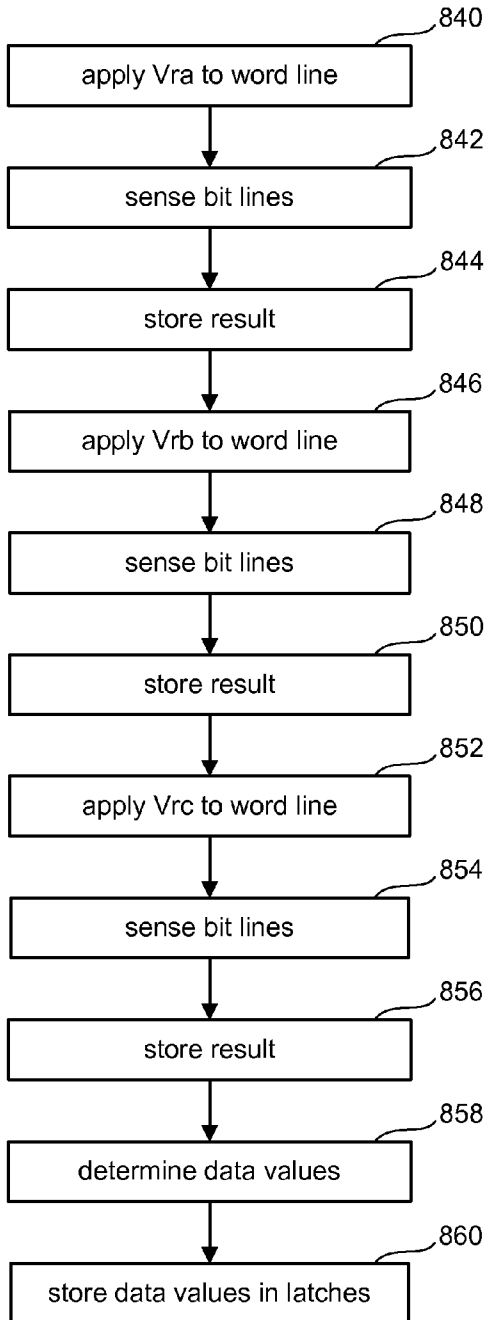 840
apply Vra to word line
842
sense bit lines
844
store result
846
apply Vrb to word line
848
sense bit lines
850
store result
852
apply Vrc to word line
854
sense bit lines
856
store result
858
determine data values
860
store data values in latches